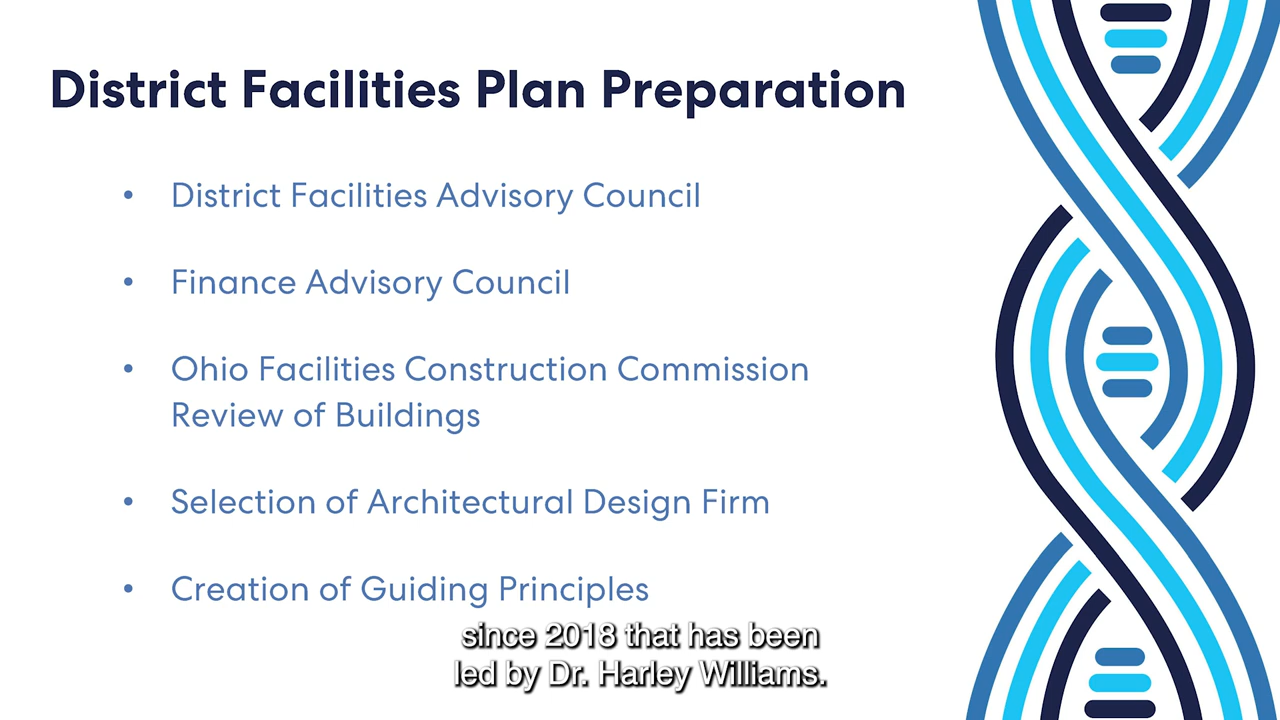 District Facilities Plan Preparation
• District Facilities Advisory Council
• Finance Advisory Council
• Ohio Facilities Construction Commission
Review of Buildings
• Selection of Architectural Design Firm
• Creation of Guiding Principles
since 2018 that has been
led by Dr. Harley Williams.